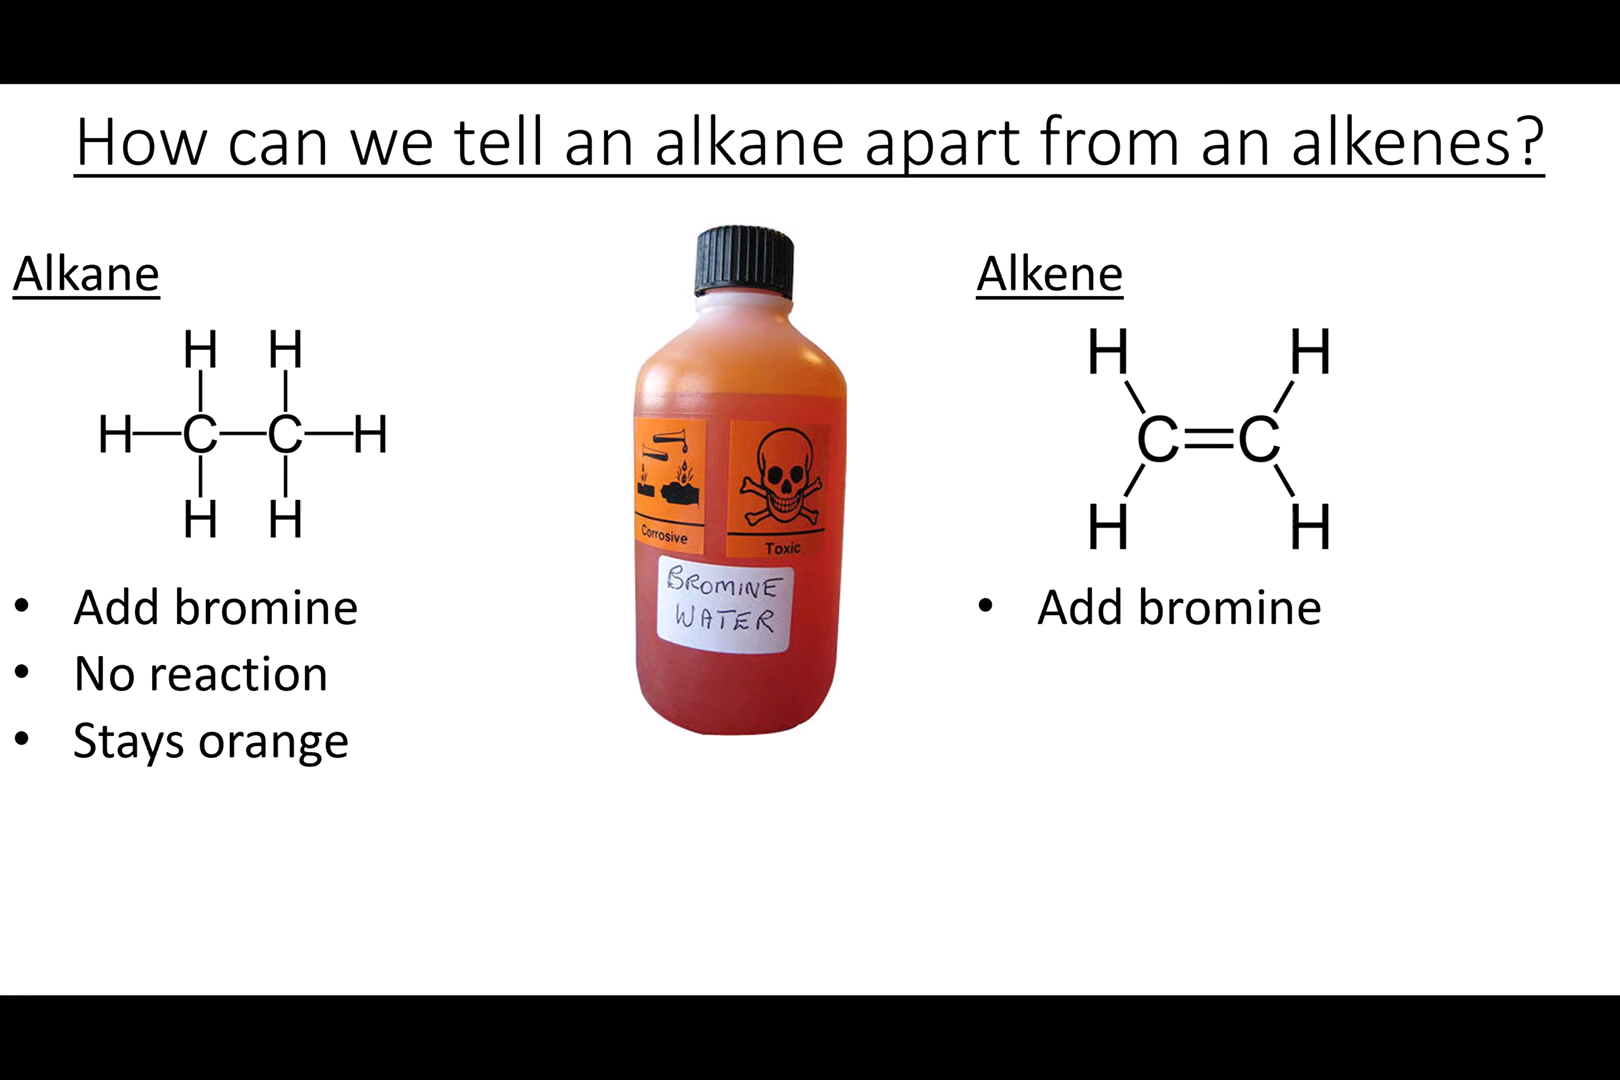 How can we tell an alkane apart from an alkenes?
Alkane
H H
H C C H
H H
• Add bromine
• No reaction
• Stays orange
Corrosive
Toxic
BROMINE
WATER
Alkene
H H
C=C
H H
• Add bromine